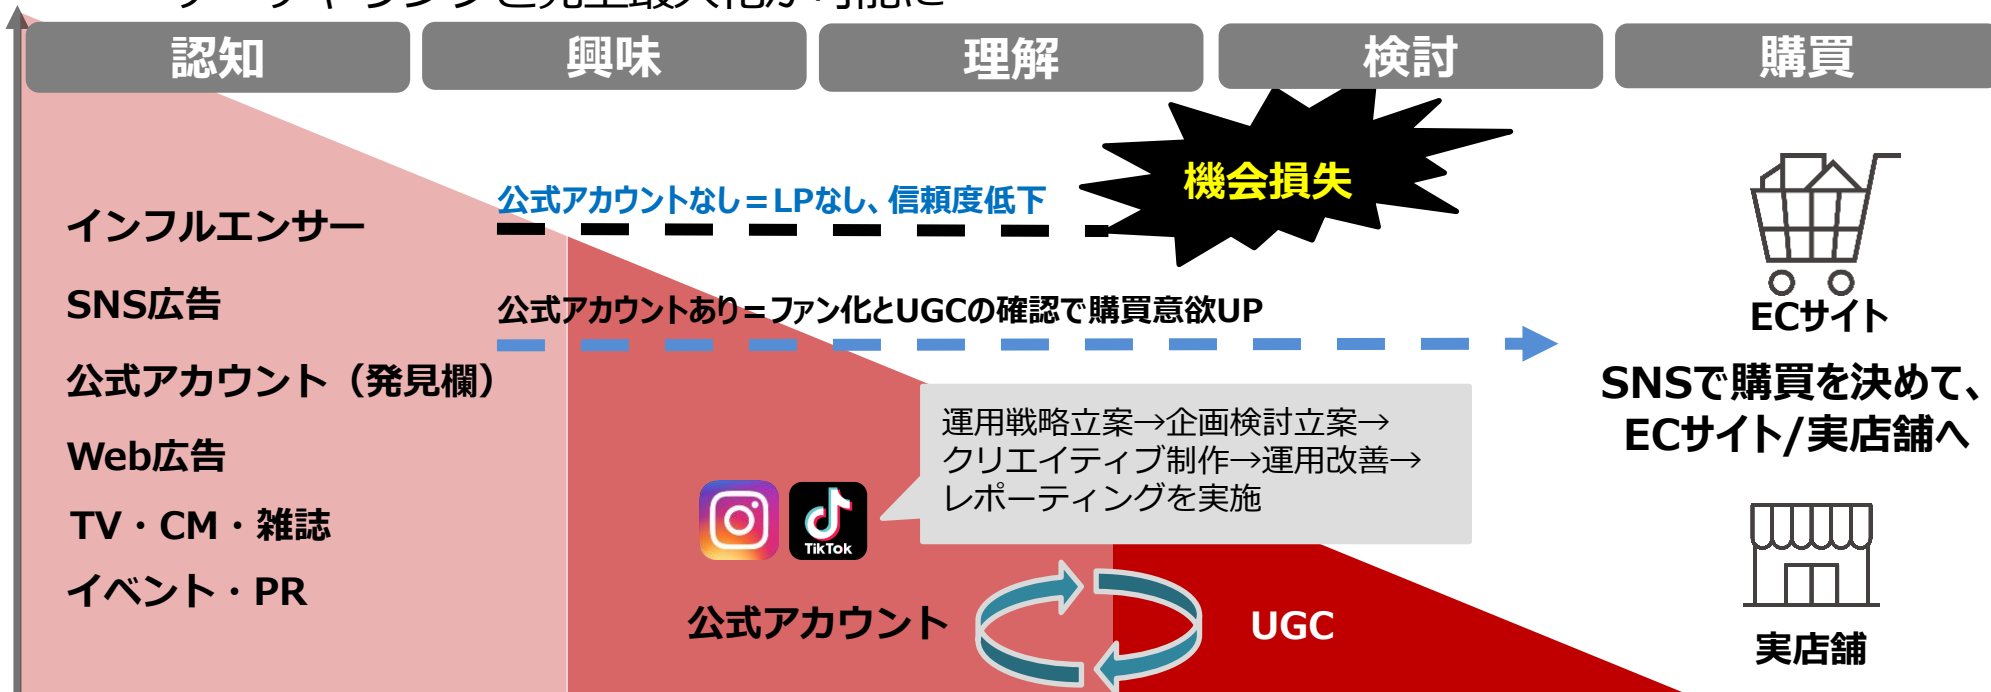 認知
興味
理解
検討
購買
機会損失
公式アカウントなし=LPなし、信頼度低下
インフルエンサー
SNS広告
公式アカウントあり=ファン化とUGCの確認で購買意欲UP
ECサイト
公式アカウント（発見欄）
SNSで購買を決めて、
ECサイト/実店舗へ
運用戦略立案→企画検討立案→
クリエイティブ制作→運用改善→
レポーティングを実施
Web広告
TV・CM・雑誌
TikTok
イベント・PR
公式アカウント
UGC
実店舗